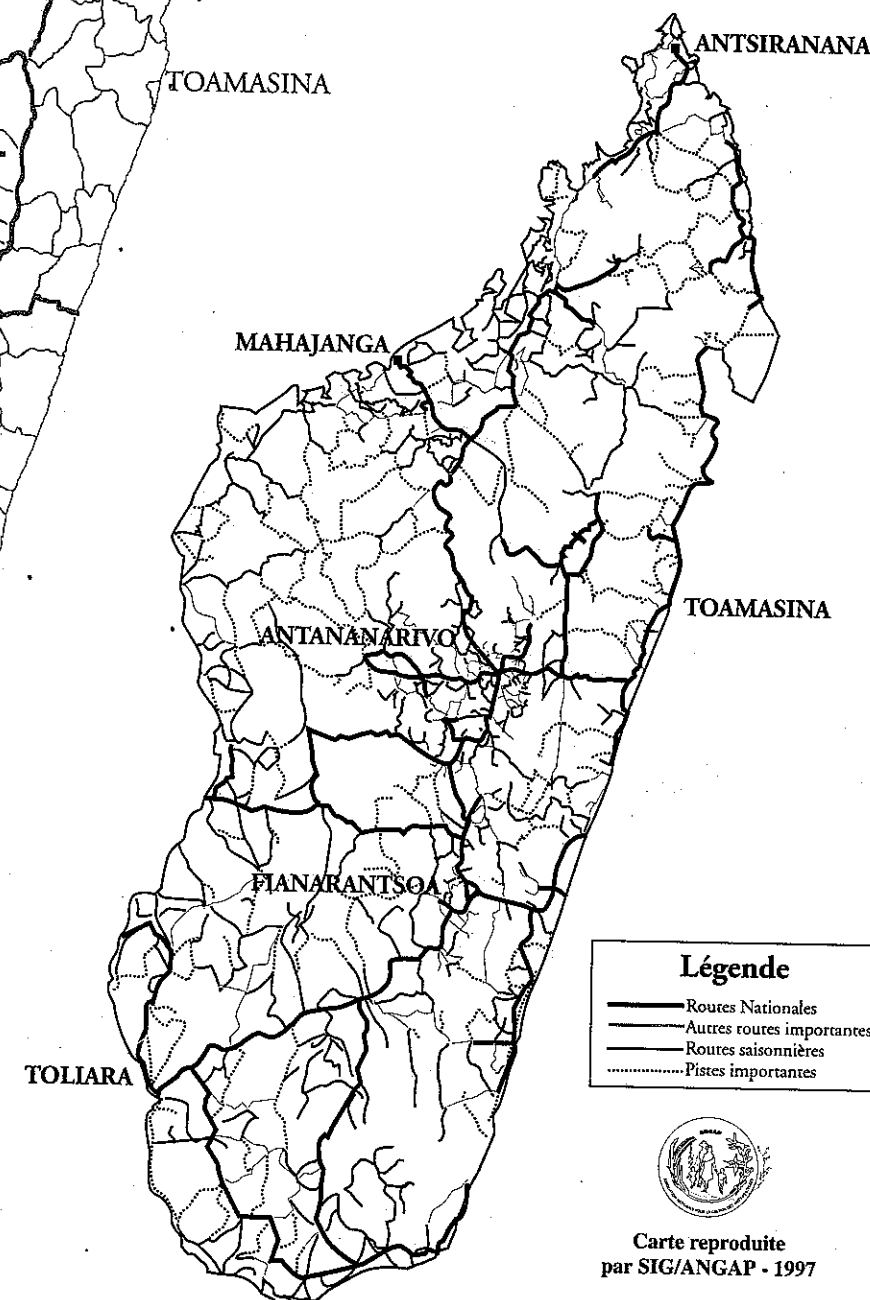 TOAMASINA
ANTSIRANANA
MAHAJANGA
TOAMASINA
ANTANANARIVO
FIANARANTSOA
TOLIARA
Légende
Routes Nationales
Autres routes importantes
Routes saisonnières
Pistes importantes
Carte reproduite
par SIG/ANGAP - 1997